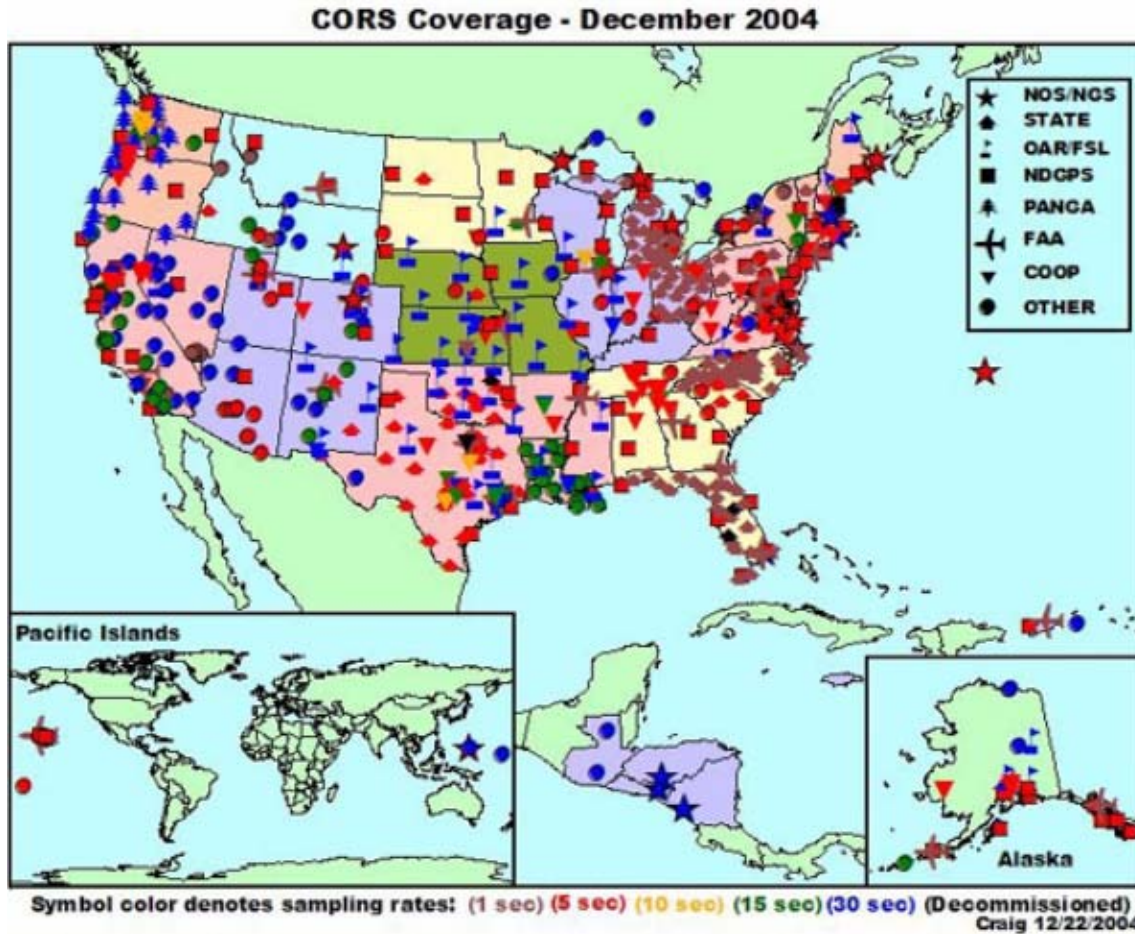 CORS Coverage - December 2004
NOS/NGS
STATE
OAR/FSL
NDGPS
PANGA
FAA
COOP
OTHER
Pacific Islands
Alaska
Symbol color denotes sampling rates: (1 sec) (5 sec) (10 sec) (15 sec) (30 sec) (Decommissioned)
Craig 12/22/2004